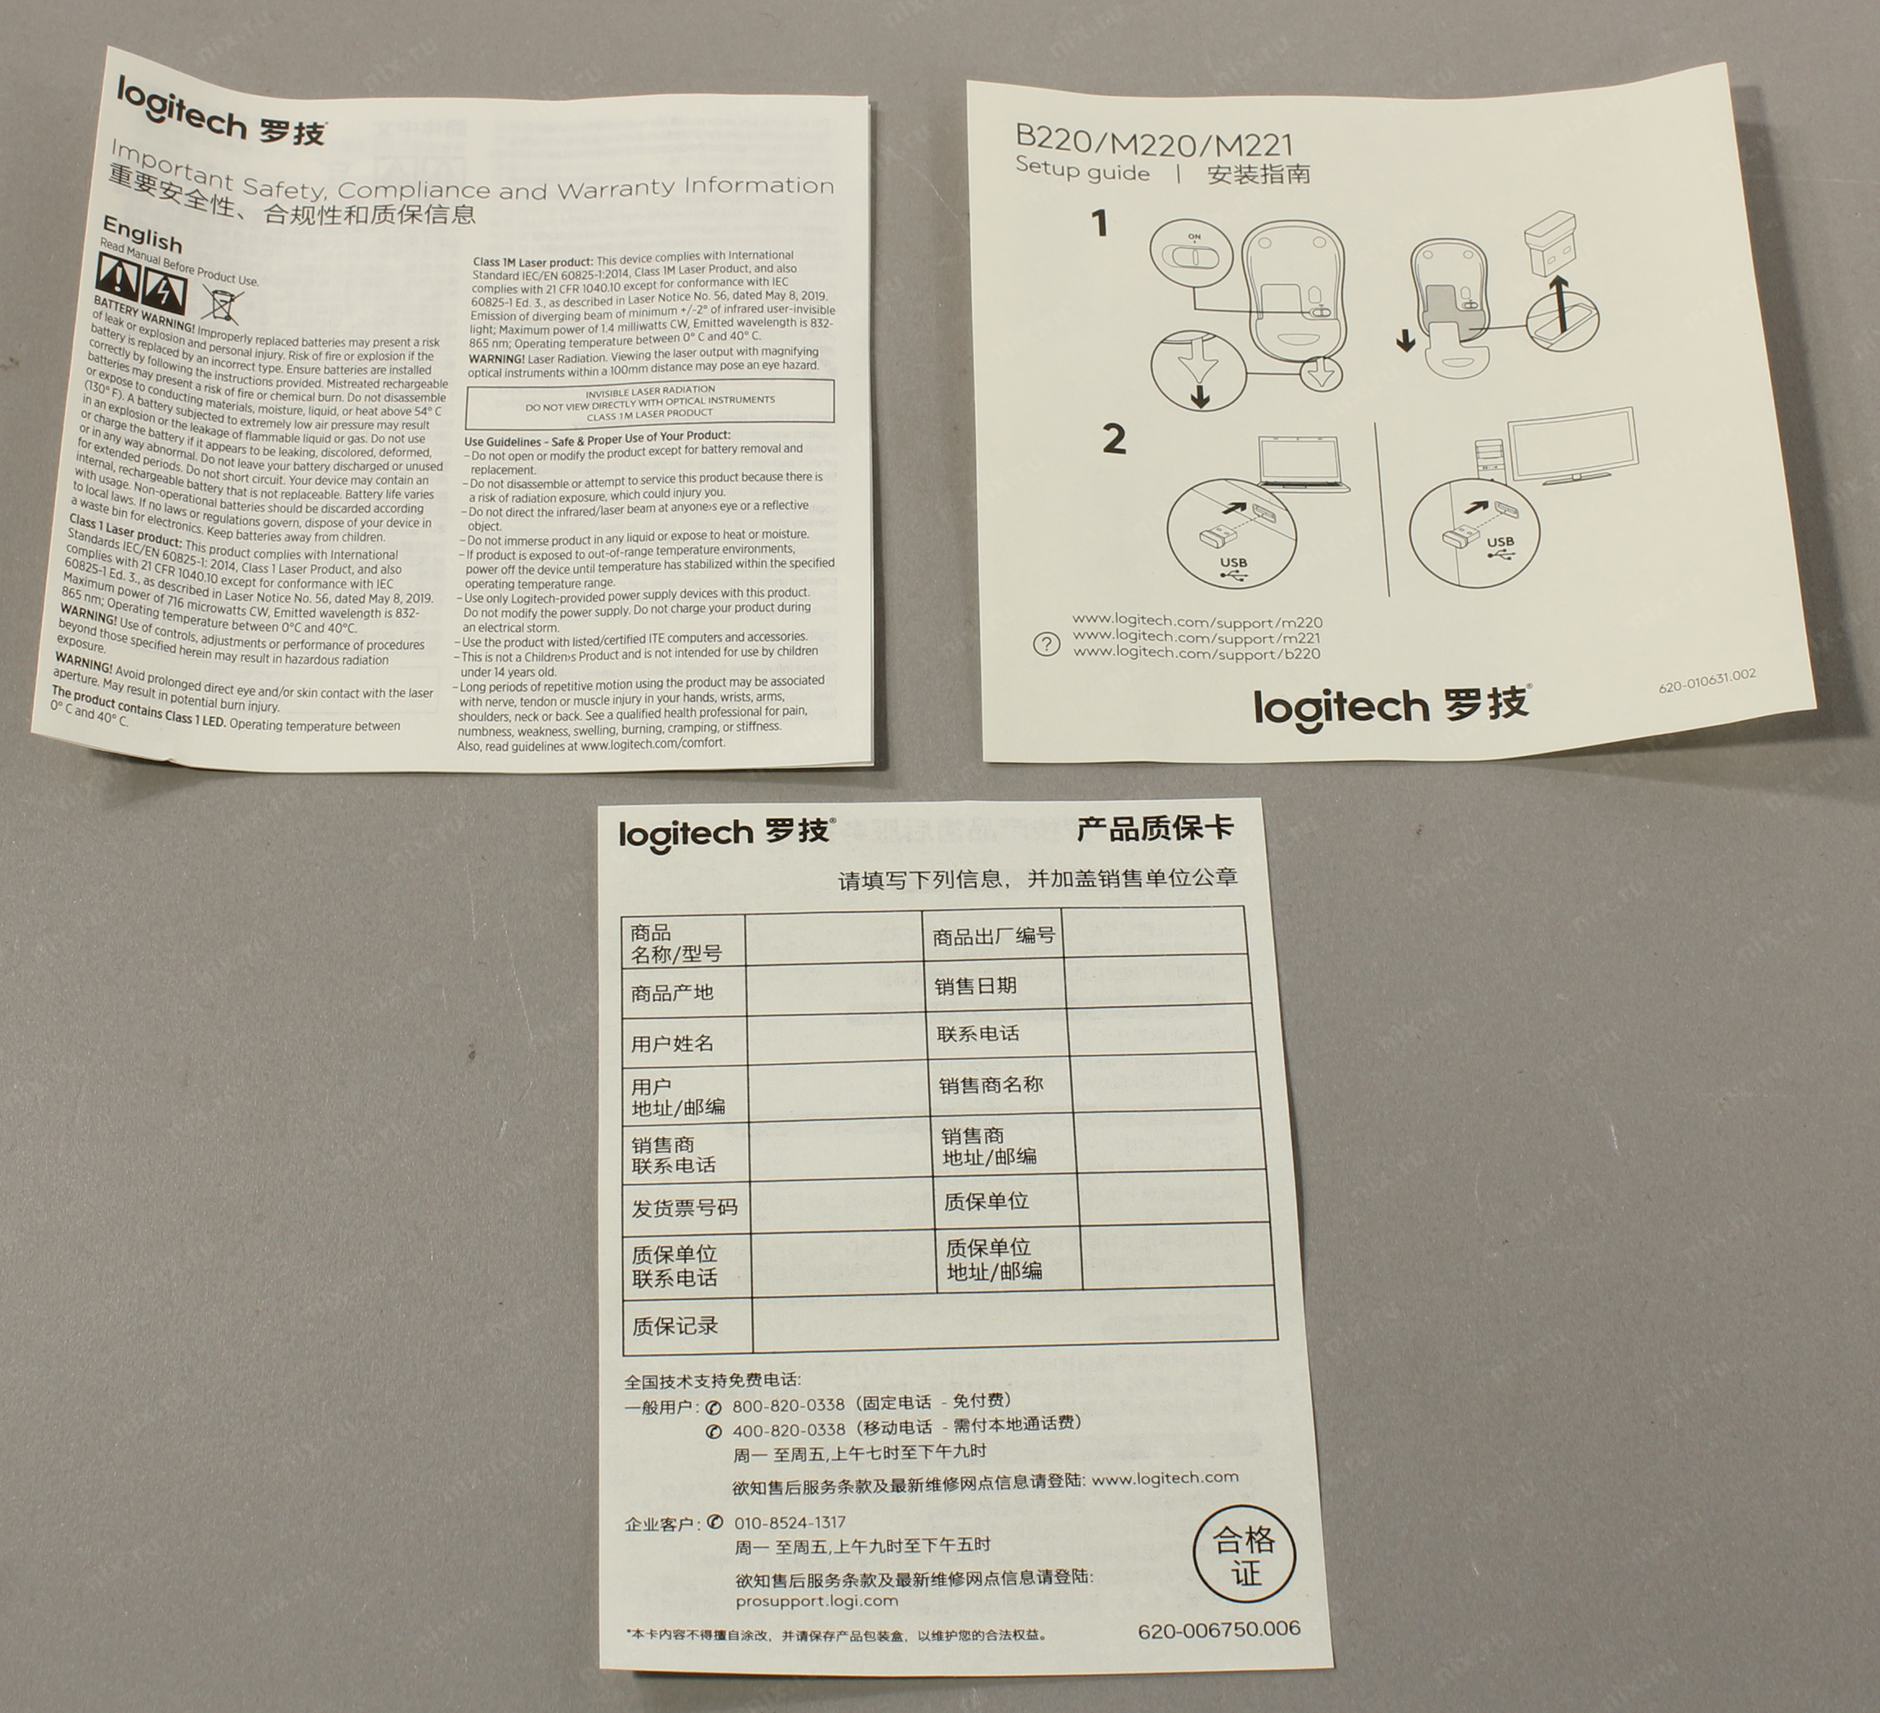 logitech 罗技®
Important Safety, Compliance and Warranty Information
重要安全性、合规性和质保信息
English
Read Manual Before Product Use.
BATTERY WARNING! Improperly replaced batteries may present a risk
of leak or explosion and personal injury. Risk of fire or explosion if the
battery is replaced by an incorrect type. Ensure batteries are installed
correctly by following the instructions provided. Mistreated rechargeable
batteries may present a risk of fire or chemical burn. Do not disassemble
or expose to conducting materials, moisture, liquid, or heat above 54° C
(130° F). A battery subjected to extremely low air pressure may result
in an explosion or the leakage of flammable liquid or gas. Do not use
or charge the battery if it appears to be leaking, discolored, deformed,
or in any way abnormal. Do not leave your battery discharged or unused
for extended periods. Do not short circuit. Your device may contain an
internal, rechargeable battery that is not replaceable. Battery life varies
with usage. Non-operational batteries should be discarded according
to local laws. If no laws or regulations govern, dispose of your device in
a waste bin for electronics. Keep batteries away from children.
Class 1 Laser product: This product complies with International
Standards IEC/EN 60825-1: 2014, Class 1 Laser Product, and also
complies with 21 CFR 1040.10 except for conformance with IEC
60825-1 Ed. 3., as described in Laser Notice No. 56, dated May 8, 2019.
Maximum power of 716 microwatts CW, Emitted wavelength is 832-
865 nm; Operating temperature between 0°C and 40°C.
WARNING! Use of controls, adjustments or performance of procedures
beyond those specified herein may result in hazardous radiation
exposure.
WARNING! Avoid prolonged direct eye and/or skin contact with the laser
aperture. May result in potential burn injury.
The product contains Class 1 LED. Operating temperature between
0° C and 40° C.
Class 1M Laser product: This device complies with International
Standard IEC/EN 60825-1:2014, Class 1M Laser Product, and also
complies with 21 CFR 1040.10 except for conformance with IEC
60825-1 Ed. 3., as described in Laser Notice No. 56, dated May 8, 2019.
Emission of diverging beam of minimum +/-2° of infrared user-invisible
light; Maximum power of 1.4 milliwatts CW, Emitted wavelength is 832-
865 nm; Operating temperature between 0° C and 40° C.
WARNING! Laser Radiation. Viewing the laser output with magnifying
optical instruments within a 100mm distance may pose an eye hazard.
INVISIBLE LASER RADIATION
DO NOT VIEW DIRECTLY WITH OPTICAL INSTRUMENTS
CLASS 1M LASER PRODUCT
Use Guidelines - Safe & Proper Use of Your Product:
– Do not open or modify the product except for battery removal and
replacement.
– Do not disassemble or attempt to service this product because there is
a risk of radiation exposure, which could injury you.
– Do not direct the infrared/laser beam at anyone›s eye or a reflective
object.
– Do not immerse product in any liquid or expose to heat or moisture.
– If product is exposed to out-of-range temperature environments,
power off the device until temperature has stabilized within the specified
operating temperature range.
– Use only Logitech-provided power supply devices with this product.
Do not modify the power supply. Do not charge your product during
an electrical storm.
– Use the product with listed/certified ITE computers and accessories.
– This is not a Children›s Product and is not intended for use by children
under 14 years old.
– Long periods of repetitive motion using the product may be associated
with nerve, tendon or muscle injury in your hands, wrists, arms,
shoulders, neck or back. See a qualified health professional for pain,
numbness, weakness, swelling, burning, cramping, or stiffness.
Also, read guidelines at www.logitech.com/comfort.
B220/M220/M221
Setup guide | 安装指南
1
ON
2
USB
USB
www.logitech.com/support/m220
www.logitech.com/support/m221
www.logitech.com/support/b220
?
logitech 罗技®
620-010631.002
logitech 罗技®
产品质保卡
请填写下列信息，并加盖销售单位公章
商品
名称/型号
商品出厂编号
商品产地
销售日期
用户姓名
联系电话
用户
地址/邮编
销售商名称
销售商
联系电话
销售商
地址/邮编
发货票号码
质保单位
质保单位
联系电话
质保单位
地址/邮编
质保记录
全国技术支持免费电话:
一般用户: ✆ 800-820-0338（固定电话 - 免付费）
✆ 400-820-0338（移动电话 - 需付本地通话费）
周一 至周五,上午七时至下午九时
欲知售后服务条款及最新维修网点信息请登陆: www.logitech.com
企业客户: ✆ 010-8524-1317
周一 至周五,上午九时至下午五时
欲知售后服务条款及最新维修网点信息请登陆:
prosupport.logi.com
合格
证
*本卡内容不得擅自涂改，并请保存产品包装盒，以维护您的合法权益。
620-006750.006
nix.ru